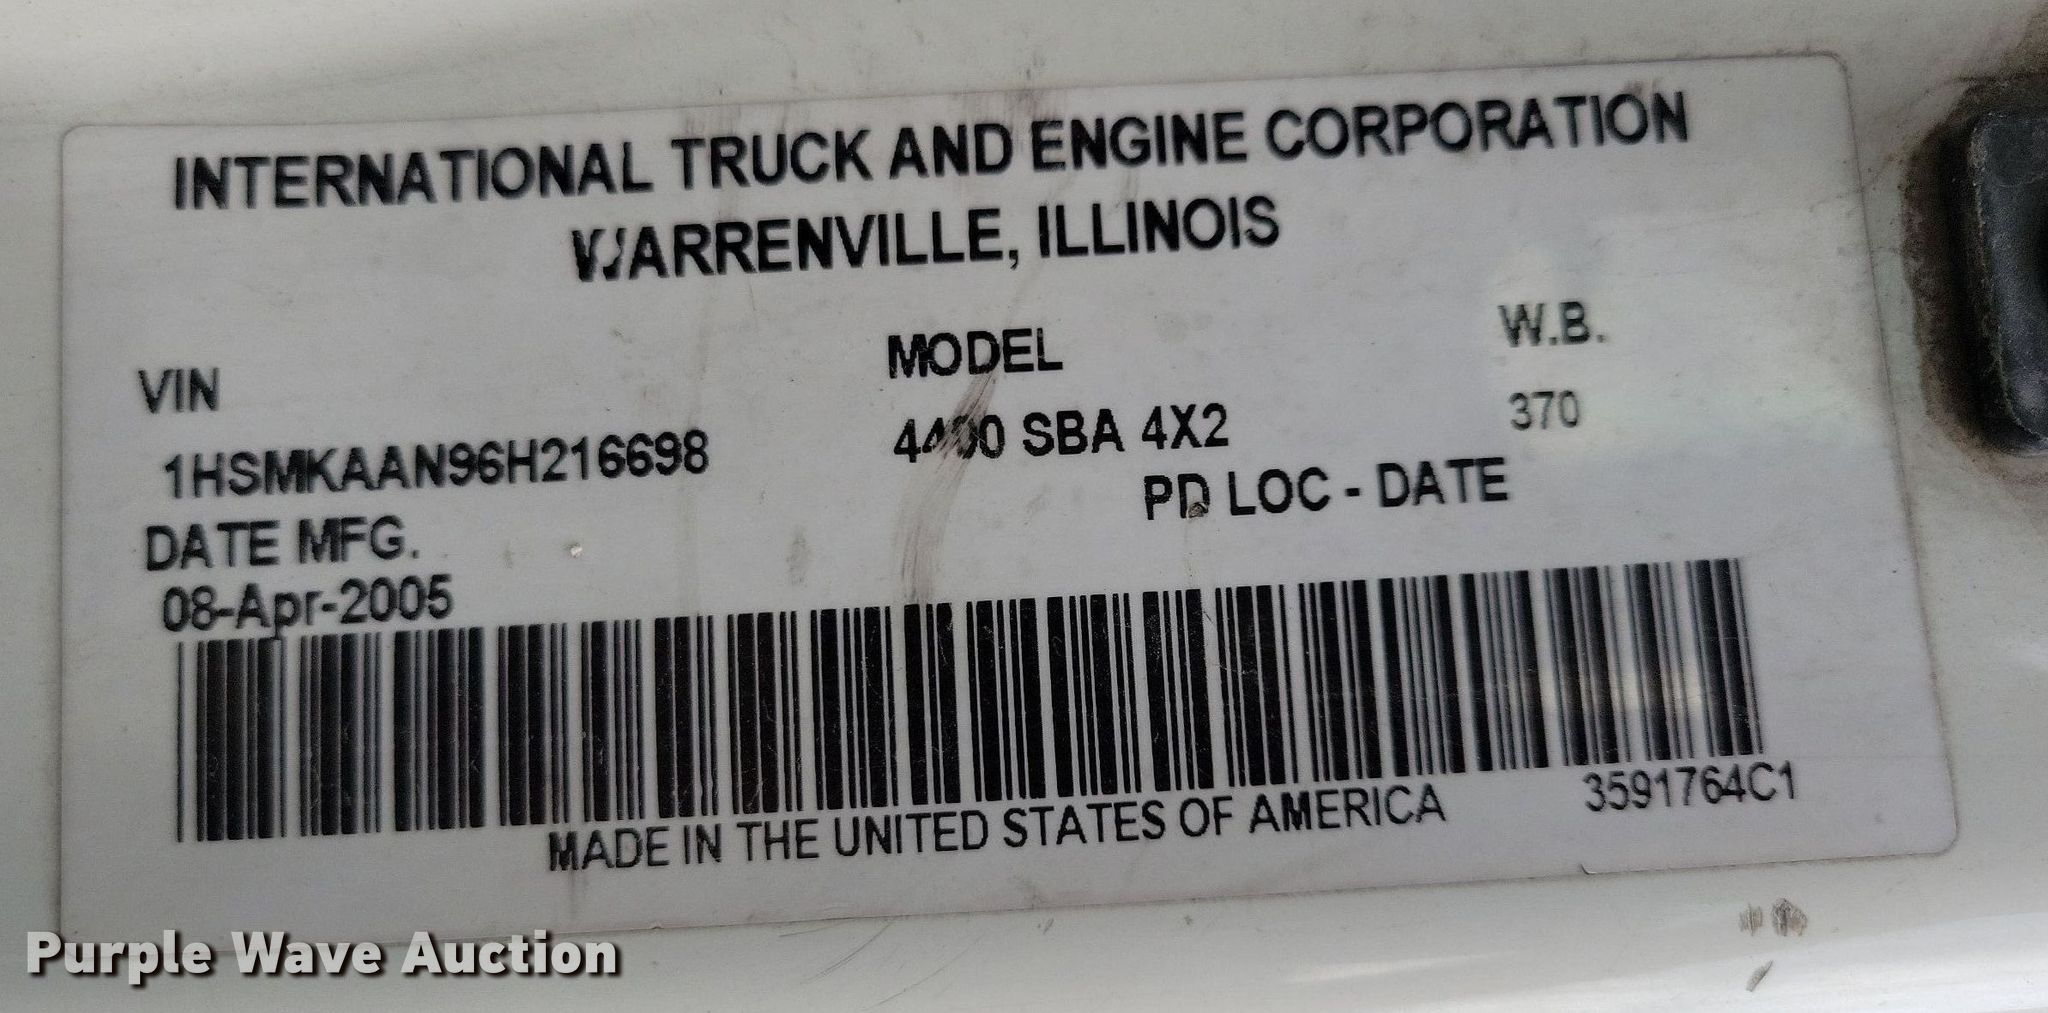 INTERNATIONAL TRUCK AND ENGINE CORPORATION
WARRENVILLE, ILLINOIS
VIN MODEL W.B.
1HSMKAAN96H216698 4400 SBA 4X2 370
DATE MFG. PD LOC - DATE
08-Apr-2005
MADE IN THE UNITED STATES OF AMERICA 3591764C1
Purple Wave Auction